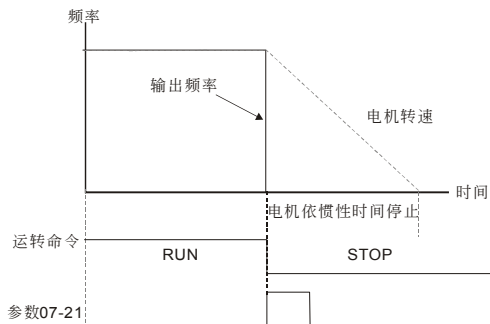 频率
输出频率
电机转速
时间
电机依惯性时间停止
运转命令
RUN
STOP
参数07-21